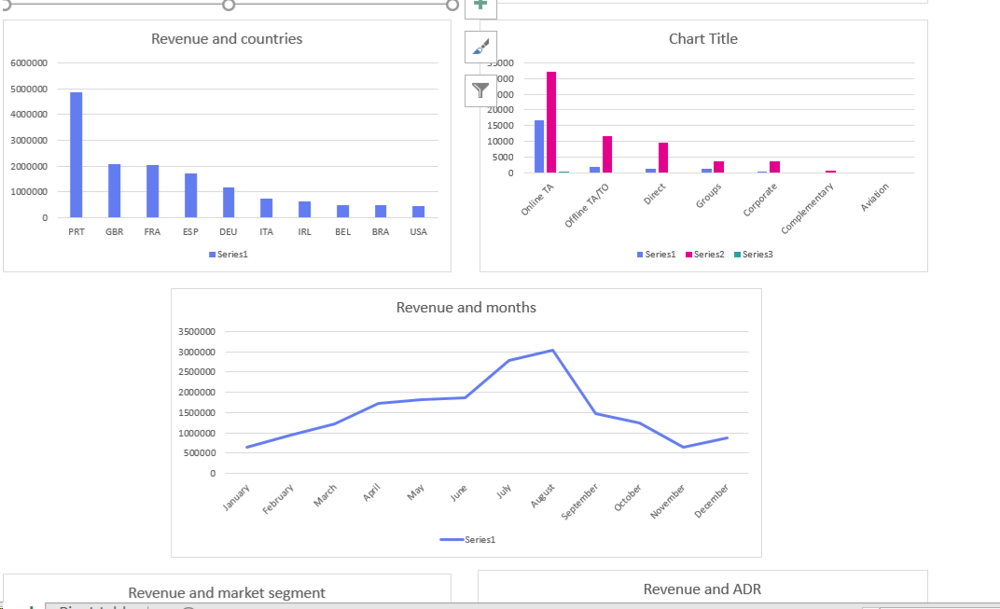 Revenue and countries
6000000
5000000
4000000
3000000
2000000
1000000
0
PRT GBR FRA ESP DEU ITA IRL BEL BRA USA
Series1
Chart Title
20000
15000
10000
5000
0
Online TA Offline TA/TO Direct Groups Corporate Complementary Aviation
Series1 Series2 Series3
Revenue and months
3500000
3000000
2500000
2000000
1500000
1000000
500000
0
January February March April May June July August September October November December
Series1
Revenue and market segment
Revenue and ADR